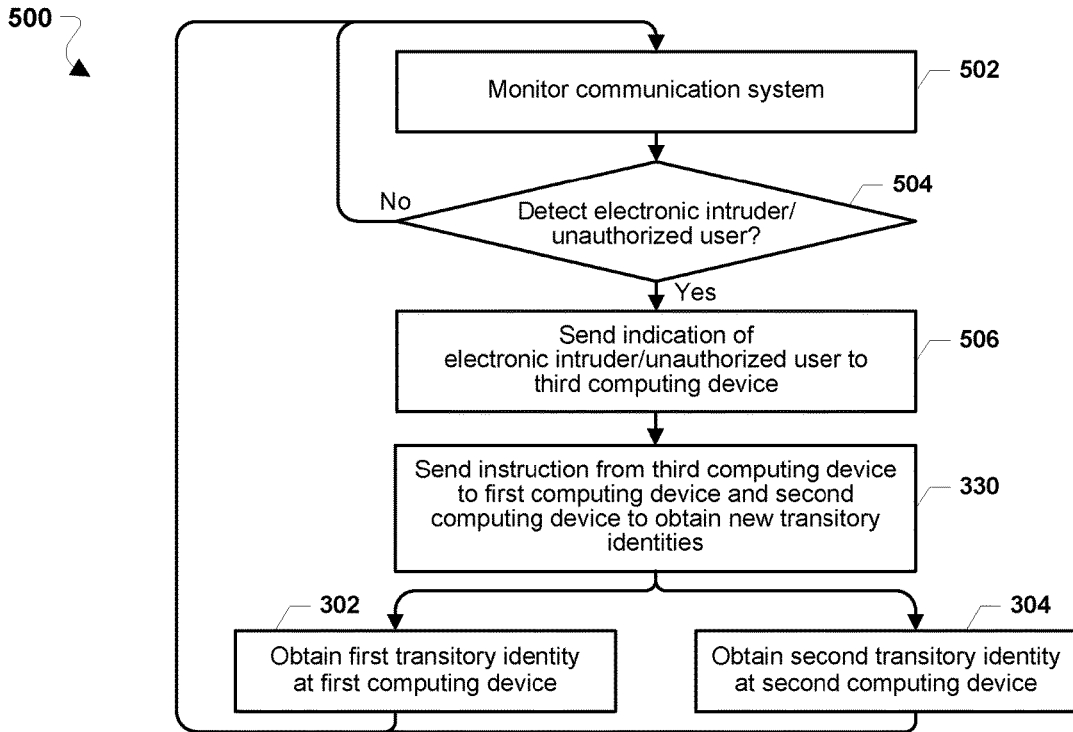 500
Monitor communication system
502
504
No
Detect electronic intruder/
unauthorized user?
Yes
Send indication of
electronic intruder/unauthorized user to
third computing device
506
Send instruction from third computing device
to first computing device and second
computing device to obtain new transitory
identities
330
302
Obtain first transitory identity
at first computing device
304
Obtain second transitory identity
at second computing device